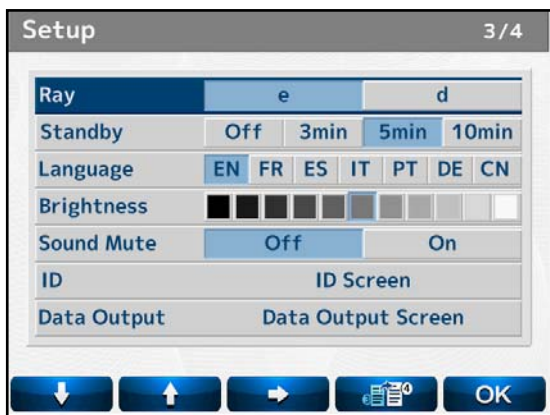 Setup 3/4
Ray e d
Standby Off 3min 5min 10min
Language EN FR ES IT PT DE CN
Brightness
Sound Mute Off On
ID ID Screen
Data Output Data Output Screen
4 OK